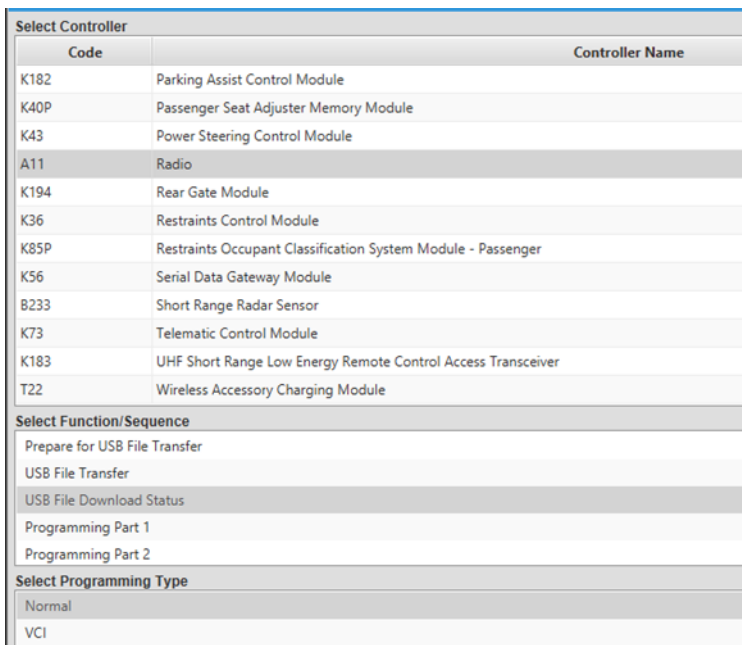 Select Controller
Code Controller Name
K182 Parking Assist Control Module
K40P Passenger Seat Adjuster Memory Module
K43 Power Steering Control Module
A11 Radio
K194 Rear Gate Module
K36 Restraints Control Module
K85P Restraints Occupant Classification System Module - Passenger
K56 Serial Data Gateway Module
B233 Short Range Radar Sensor
K73 Telematic Control Module
K183 UHF Short Range Low Energy Remote Control Access Transceiver
T22 Wireless Accessory Charging Module
Select Function/Sequence
Prepare for USB File Transfer
USB File Transfer
USB File Download Status
Programming Part 1
Programming Part 2
Select Programming Type
Normal
VCI